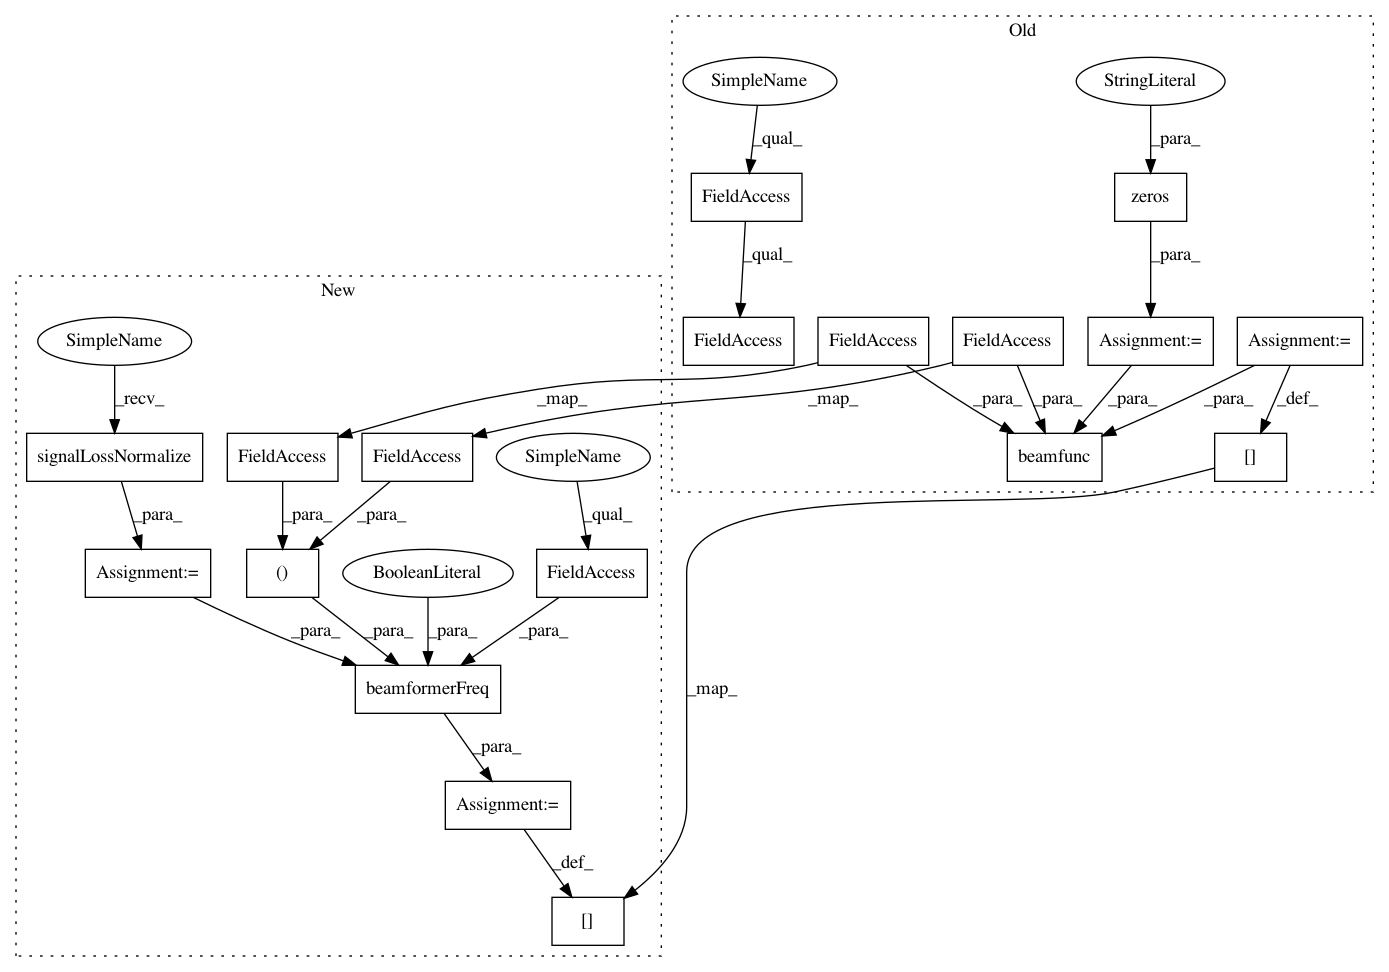 Old
SimpleName
StringLiteral
_qual_
_para_
FieldAccess
zeros
_qual_
_para_
New
SimpleName
FieldAccess
FieldAccess
FieldAccess
Assignment:=
Assignment:=
_recv_
_map_
_map_
_para_
_para_
_para_
_para_
_def_
signalLossNormalize
FieldAccess
FieldAccess
SimpleName
beamfunc
[]
_para_
_para_
_para_
_qual_
Assignment:=
()
BooleanLiteral
FieldAccess
_para_
_para_
_para_
_para_
beamformerFreq
_map_
_para_
Assignment:=
_def_
[]